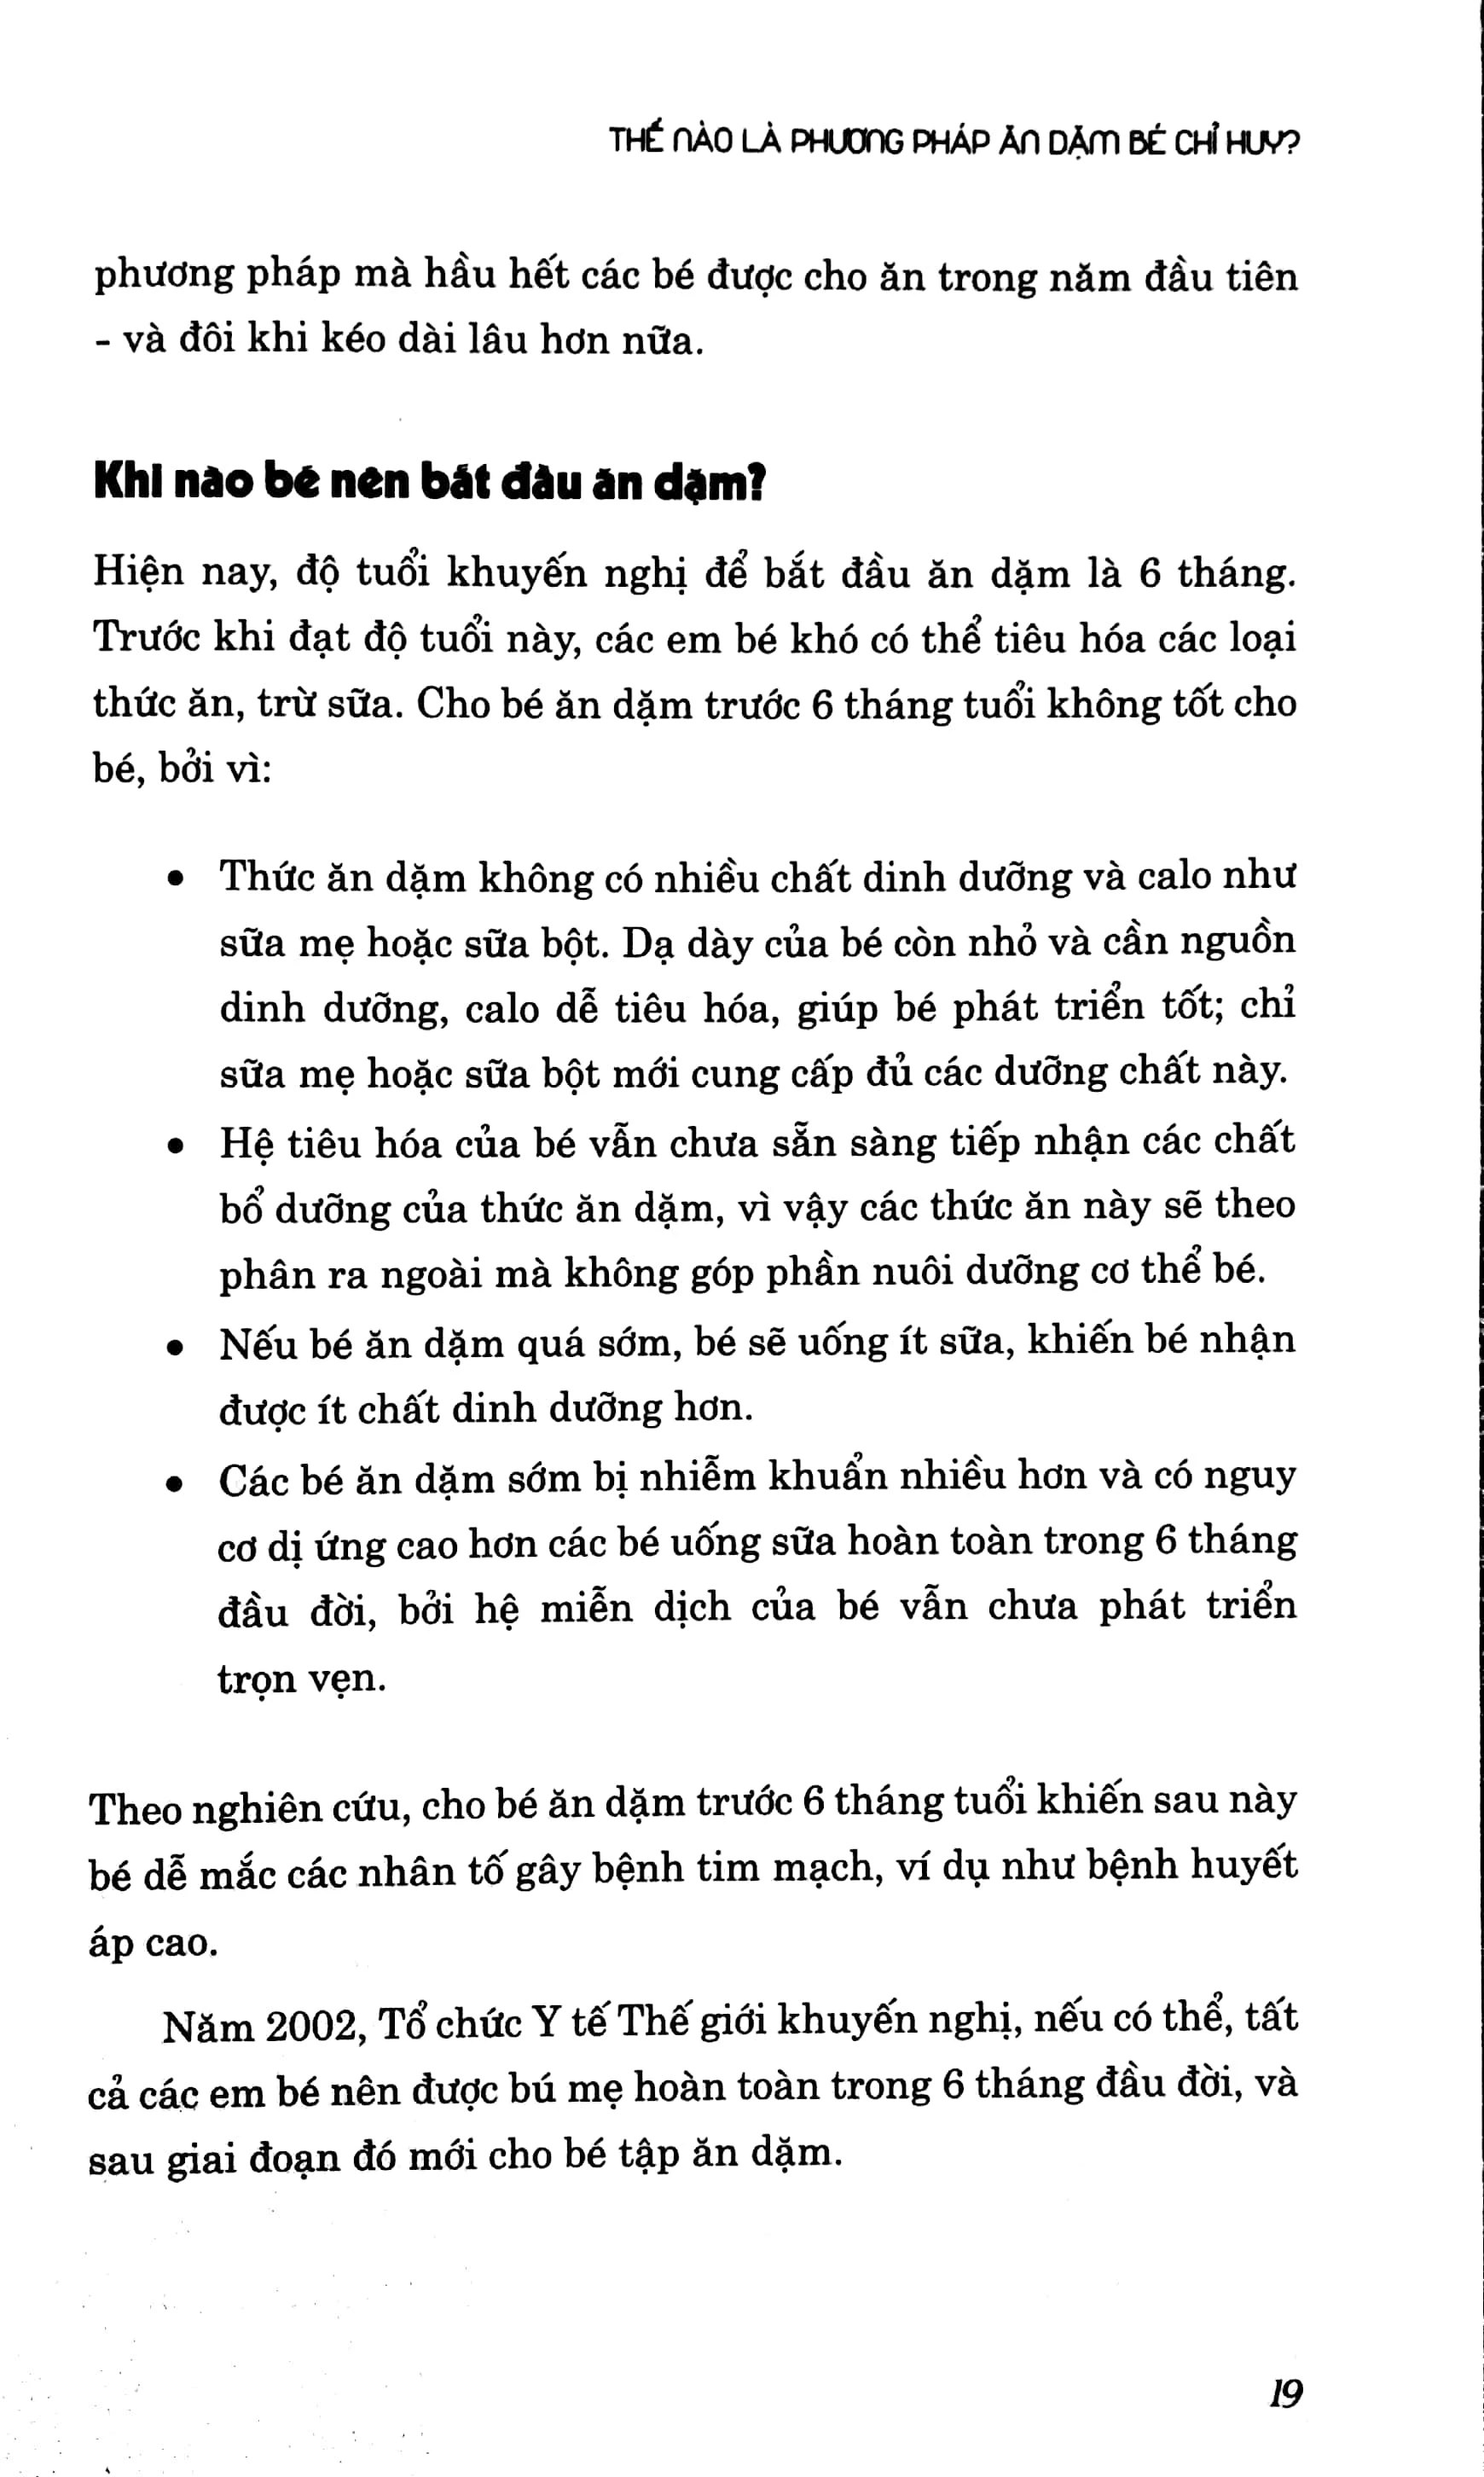 THẾ NÀO LÀ PHƯƠNG PHÁP ĂN DẶM BÉ CHỈ HUY?
phương pháp mà hầu hết các bé được cho ăn trong năm đầu tiên
- và đôi khi kéo dài lâu hơn nữa.
Khi nào bé nên bắt đầu ăn dặm?
Hiện nay, độ tuổi khuyến nghị để bắt đầu ăn dặm là 6 tháng.
Trước khi đạt độ tuổi này, các em bé khó có thể tiêu hóa các loại
thức ăn, trừ sữa. Cho bé ăn dặm trước 6 tháng tuổi không tốt cho
bé, bởi vì:
• Thức ăn dặm không có nhiều chất dinh dưỡng và calo như
sữa mẹ hoặc sữa bột. Dạ dày của bé còn nhỏ và cần nguồn
dinh dưỡng, calo dễ tiêu hóa, giúp bé phát triển tốt; chỉ
sữa mẹ hoặc sữa bột mới cung cấp đủ các dưỡng chất này.
• Hệ tiêu hóa của bé vẫn chưa sẵn sàng tiếp nhận các chất
bổ dưỡng của thức ăn dặm, vì vậy các thức ăn này sẽ theo
phân ra ngoài mà không góp phần nuôi dưỡng cơ thể bé.
• Nếu bé ăn dặm quá sớm, bé sẽ uống ít sữa, khiến bé nhận
được ít chất dinh dưỡng hơn.
• Các bé ăn dặm sớm bị nhiễm khuẩn nhiều hơn và có nguy
cơ dị ứng cao hơn các bé uống sữa hoàn toàn trong 6 tháng
đầu đời, bởi hệ miễn dịch của bé vẫn chưa phát triển
trọn vẹn.
Theo nghiên cứu, cho bé ăn dặm trước 6 tháng tuổi khiến sau này
bé dễ mắc các nhân tố gây bệnh tim mạch, ví dụ như bệnh huyết
áp cao.
Năm 2002, Tổ chức Y tế Thế giới khuyến nghị, nếu có thể, tất
cả các em bé nên được bú mẹ hoàn toàn trong 6 tháng đầu đời, và
sau giai đoạn đó mới cho bé tập ăn dặm.
19